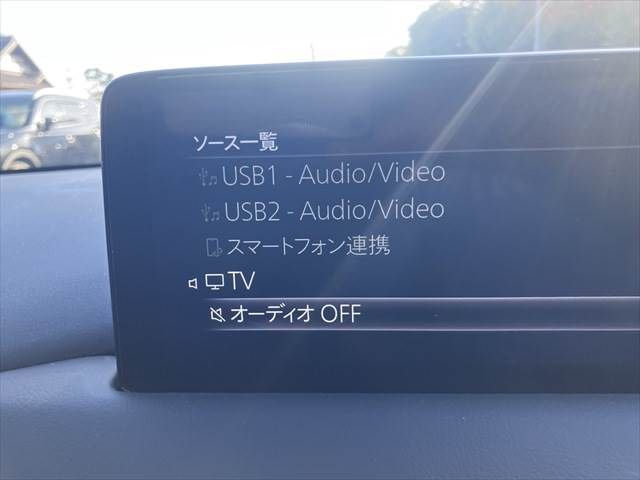 ソース一覧
USB1 - Audio/Video
USB2 - Audio/Video
スマートフォン連携
TV
オーディオ OFF